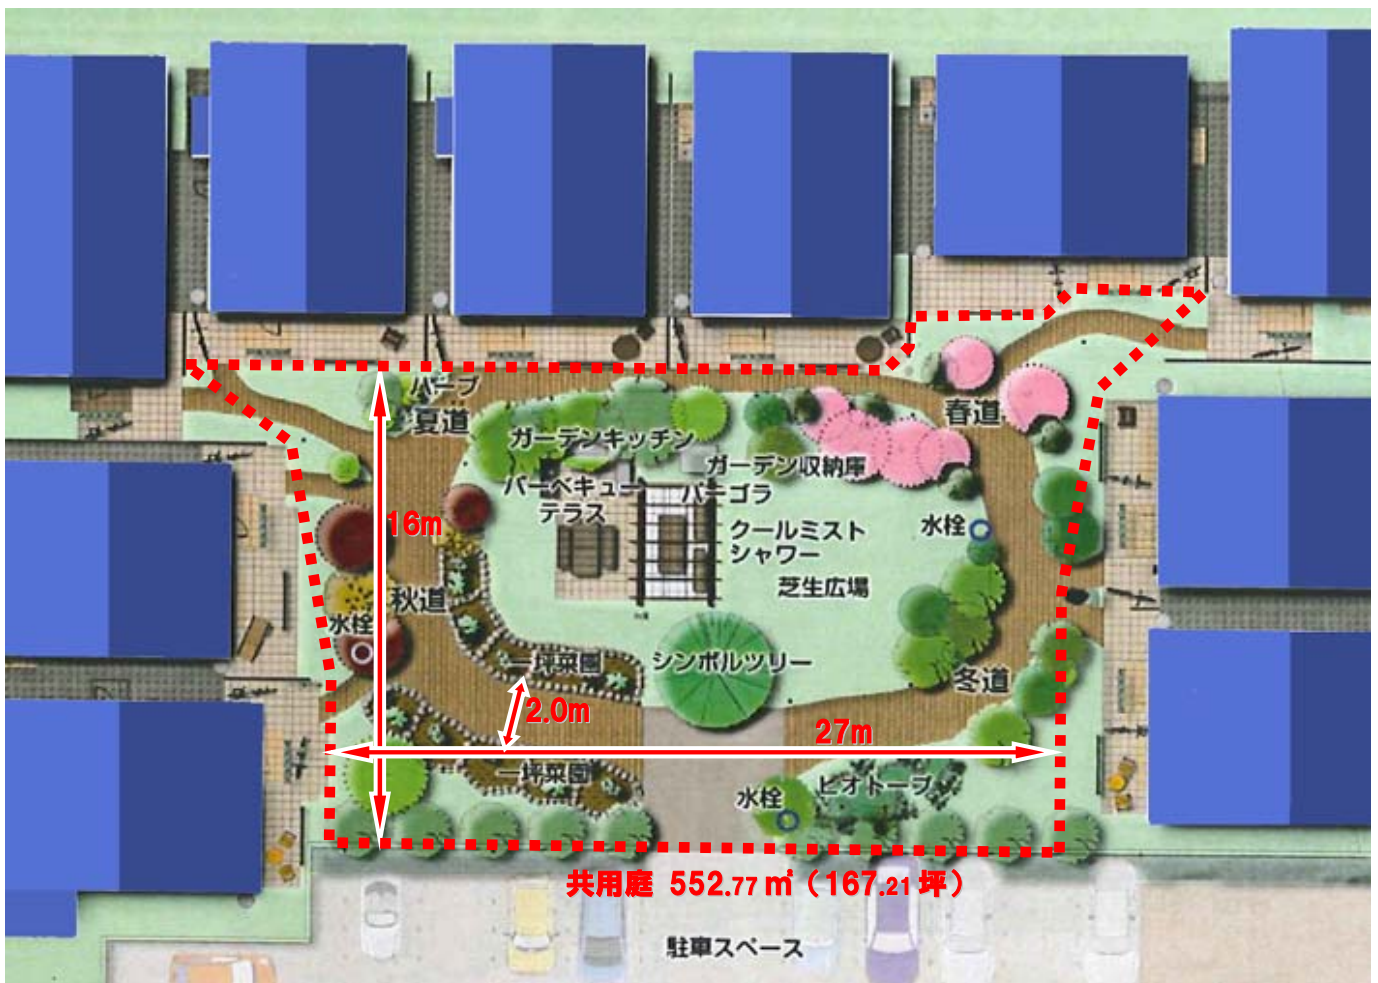 ハーブ
夏道
春道
ガーデンキッチン
ガーデン収納庫
バーベキュー
テラス
パーゴラ
16m
クールミスト
シャワー
水栓
芝生広場
秋道
水栓
一坪菜園
シンボルツリー
冬道
2.0m
27m
一坪菜園
水栓
ビオトープ
共用庭 552.77㎡(167.21坪)
駐車スペース